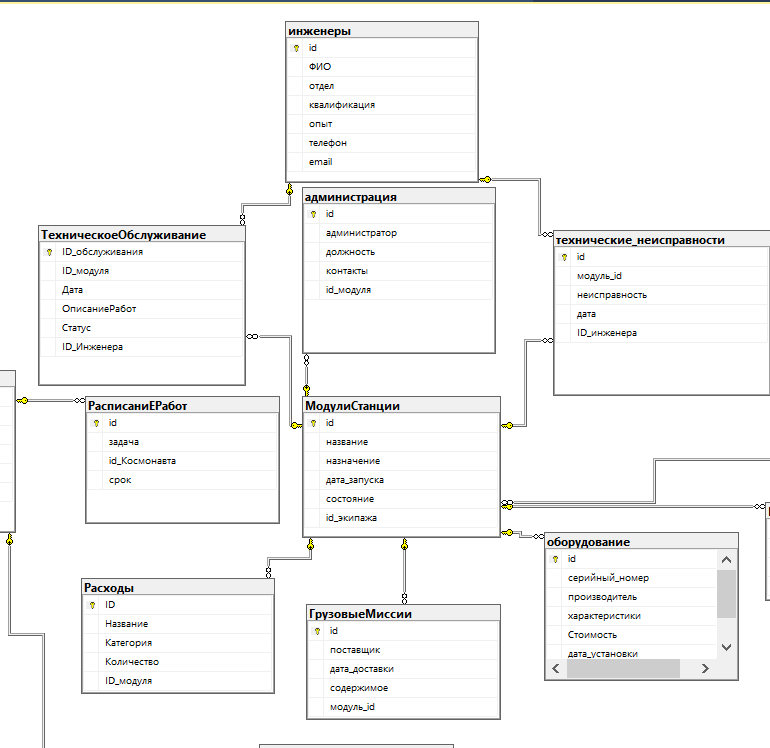 инженеры
id
ФИО
отдел
квалификация
опыт
телефон
email
администрация
id
администратор
должность
контакты
id_модуля
ТехническоеОбслуживание
ID_обслуживания
ID_модуля
Дата
ОписаниеРабот
Статус
ID_Инженера
технические_неисправности
id
модуль_id
неисправность
дата
ID_инженера
РасписаниЕРабот
id
задача
id_Космонавта
срок
МодулиСтанции
id
название
назначение
дата_запуска
состояние
id_экипажа
оборудование
id
серийный_номер
производитель
характеристики
Стоимость
дата_установки
Расходы
ID
Название
Категория
Количество
ID_модуля
ГрузовыеМиссии
id
поставщик
дата_доставки
содержимое
модуль_id